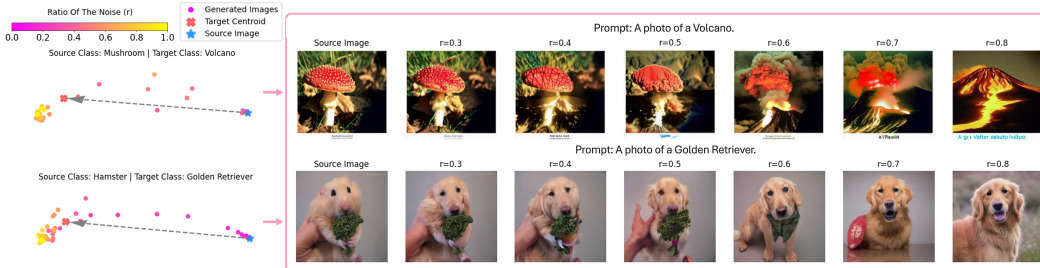 Ratio Of The Noise (r)
0.0 0.2 0.4 0.6 0.8 1.0
Generated Images
Target Centroid
Source Image
Source Class: Mushroom | Target Class: Volcano
Source Class: Hamster | Target Class: Golden Retriever
Prompt: A photo of a Volcano.
Source Image r=0.3 r=0.4 r=0.5 r=0.6 r=0.7 r=0.8
Prompt: A photo of a Golden Retriever.
Source Image r=0.3 r=0.4 r=0.5 r=0.6 r=0.7 r=0.8